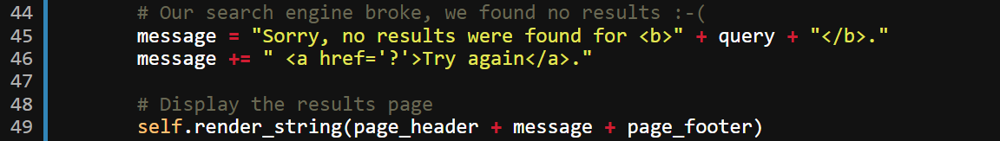 44 # Our search engine broke, we found no results :-(
45 message = "Sorry, no results were found for <b>" + query + "</b>."
46 message += " <a href='?'>Try again</a>."
47
48 # Display the results page
49 self.render_string(page_header + message + page_footer)